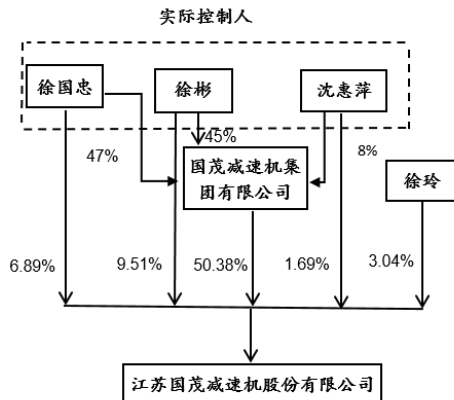 实际控制人
徐国忠
徐彬
沈惠萍
45%
47%
8%
国茂减速机集
团有限公司
徐玲
6.89%
9.51%
50.38%
1.69%
3.04%
江苏国茂减速机股份有限公司